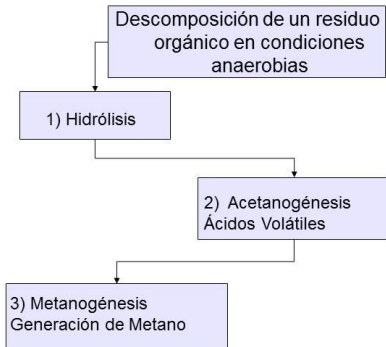 Descomposición de un residuo
orgánico en condiciones
anaerobias
1) Hidrólisis
2) Acetanogénesis
Ácidos Volátiles
3) Metanogénesis
Generación de Metano